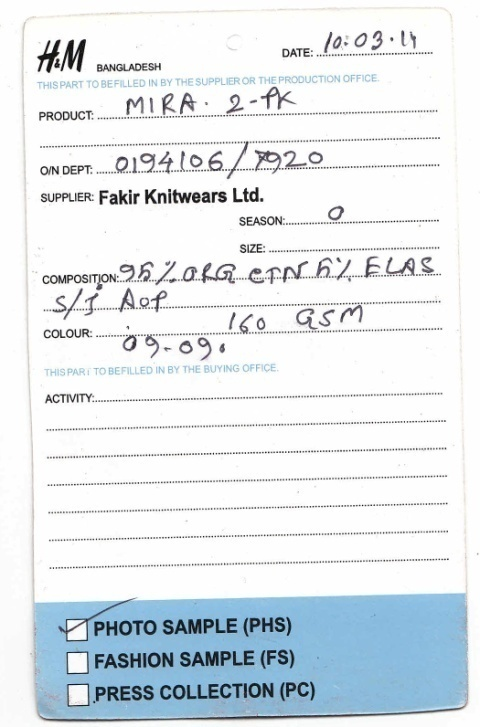 H&M BANGLADESH
DATE: 10.03.14
THIS PART TO BEFILLED IN BY THE SUPPLIER OR THE PRODUCTION OFFICE.
PRODUCT: MIRA. 2-PK
O/N DEPT: 0194106/7920
SUPPLIER: Fakir Knitwears Ltd.
SEASON: 0
SIZE:
COMPOSITION: 95% ORG CTN 5% ELAS
S/J AOP
160 GSM
COLOUR: 09-09.
THIS PART TO BEFILLED IN BY THE BUYING OFFICE.
ACTIVITY:
PHOTO SAMPLE (PHS)
FASHION SAMPLE (FS)
PRESS COLLECTION (PC)